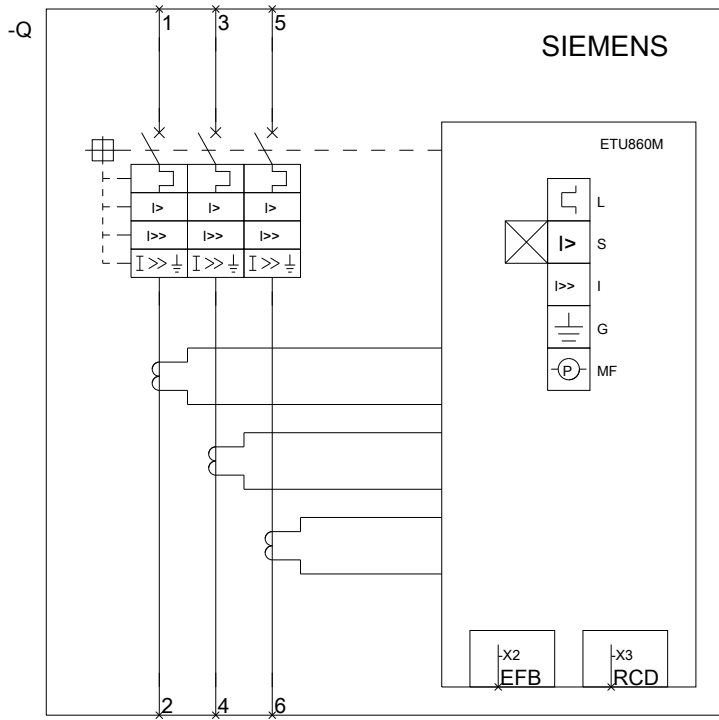 -Q
1 3 5
SIEMENS
ETU860M
L
I> I> I> I> S
I>> I>> I>> I>> I
I >> I >> I >>
G
P MF
-X2 -X3
EFB RCD
2 4 6